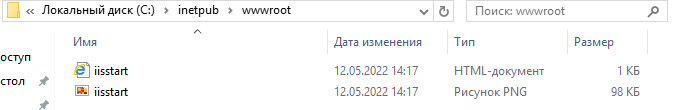 « Локальный диск (C:) › inetpub › wwwroot
Поиск: wwwroot
Имя Дата изменения Тип Размер
оступ
стол
iisstart 12.05.2022 14:17 HTML-документ 1 КБ
iisstart 12.05.2022 14:17 Рисунок PNG 98 КБ